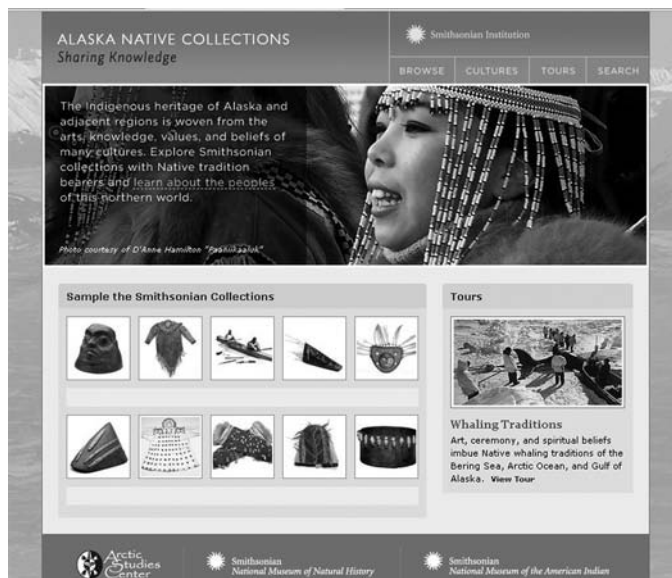 ALASKA NATIVE COLLECTIONS
Sharing Knowledge
Smithsonian Institution
BROWSE CULTURES TOURS SEARCH
The Indigenous heritage of Alaska and
adjacent regions is woven from the
arts, knowledge, values, and beliefs of
many cultures. Explore Smithsonian
collections with Native tradition
bearers and learn about the peoples
of this northern world.
Photo courtesy of D'Anne Hamilton
Sample the Smithsonian Collections
Tours
Whaling Traditions
Art, ceremony, and spiritual beliefs
imbue Native whaling traditions of the
Bering Sea, Arctic Ocean, and Gulf of
Alaska. View Tour
Arctic
Studies
Center
Smithsonian
National Museum of Natural History
Smithsonian
National Museum of the American Indian